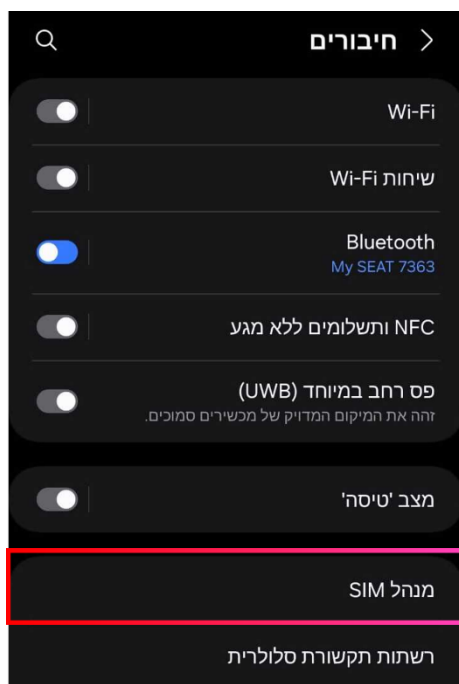 חיבורים
Wi-Fi
שיחות Wi-Fi
Bluetooth
My SEAT 7363
NFC ותשלומים ללא מגע
פס רחב במיוחד (UWB)
זהה את המיקום המדויק של מכשירים סמוכים.
מצב 'טיסה'
מנהל SIM
רשתות תקשורת סלולרית